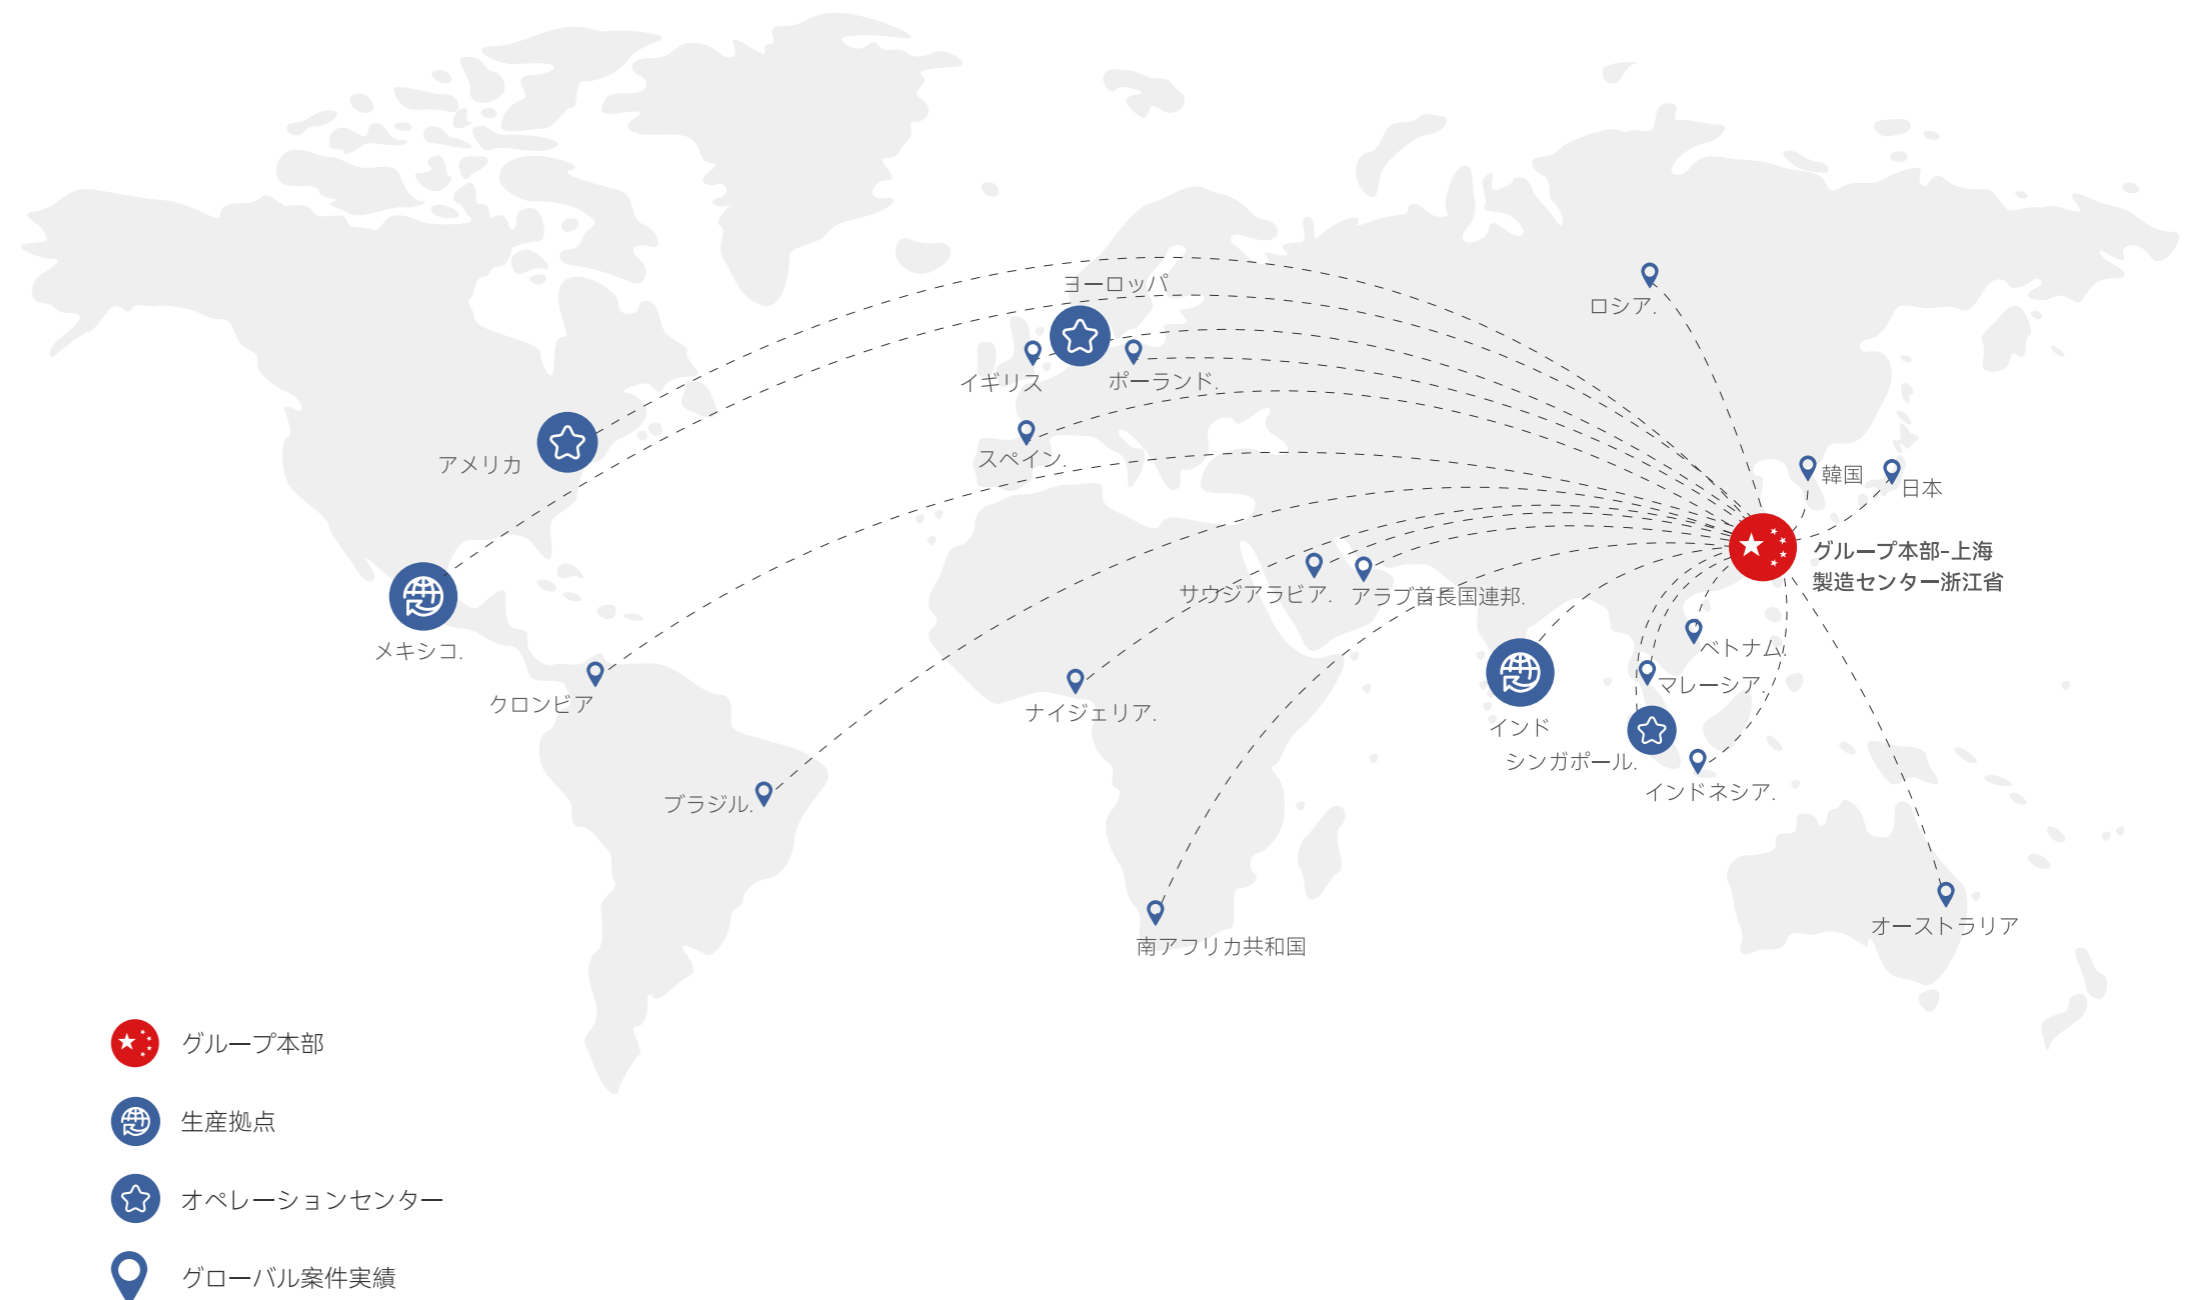 ヨーロッパ
ロシア.
イギリス
ポーランド.
アメリカ
スペイン.
韓国
日本
グループ本部-上海
製造センター浙江省
サウジアラビア.
アラブ首長国連邦.
メキシコ.
ベトナム.
マレーシア.
クロンビア
ナイジェリア.
インド
シンガポール.
インドネシア.
ブラジル.
オーストラリア
南アフリカ共和国
グループ本部
生産拠点
オペレーションセンター
グローバル案件実績